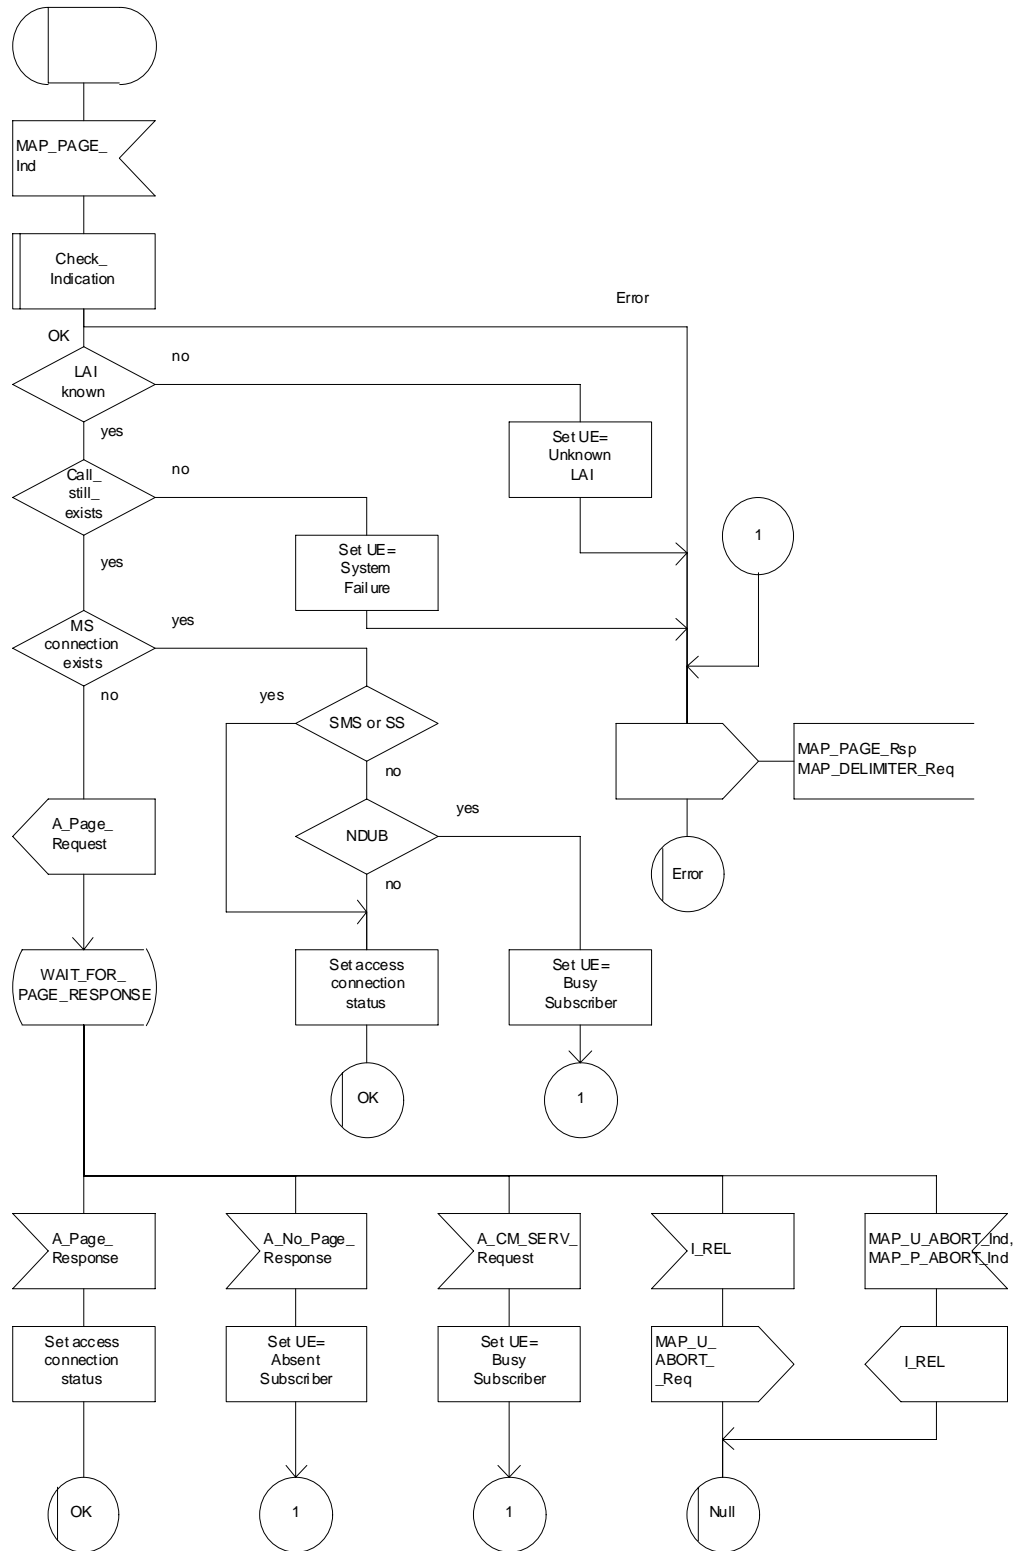 MAP_PAGE_
Ind
Check_
Indication
Error
OK
no
LAI
known
yes
Set UE=
Unknown
LAI
no
Call_
still_
exists
1
yes
Set UE=
System
Failure
yes
MS
connection
exists
no
yes
SMS or SS
no
MAP_PAGE_Rsp
MAP_DELIMITER_Req
A_Page_
Request
yes
NDUB
no
Error
WAIT_FOR_
PAGE_RESPONSE
Set access
connection
status
Set UE=
Busy
Subscriber
OK
1
A_Page_
Response
A_No_Page_
Response
A_CM_SERV_
Request
I_REL
MAP_U_ABORT_Ind,
MAP_P_ABORT_Ind
Set access
connection
status
Set UE=
Absent
Subscriber
Set UE=
Busy
Subscriber
MAP_U_
ABORT_
_Req
I_REL
OK
1
1
Null